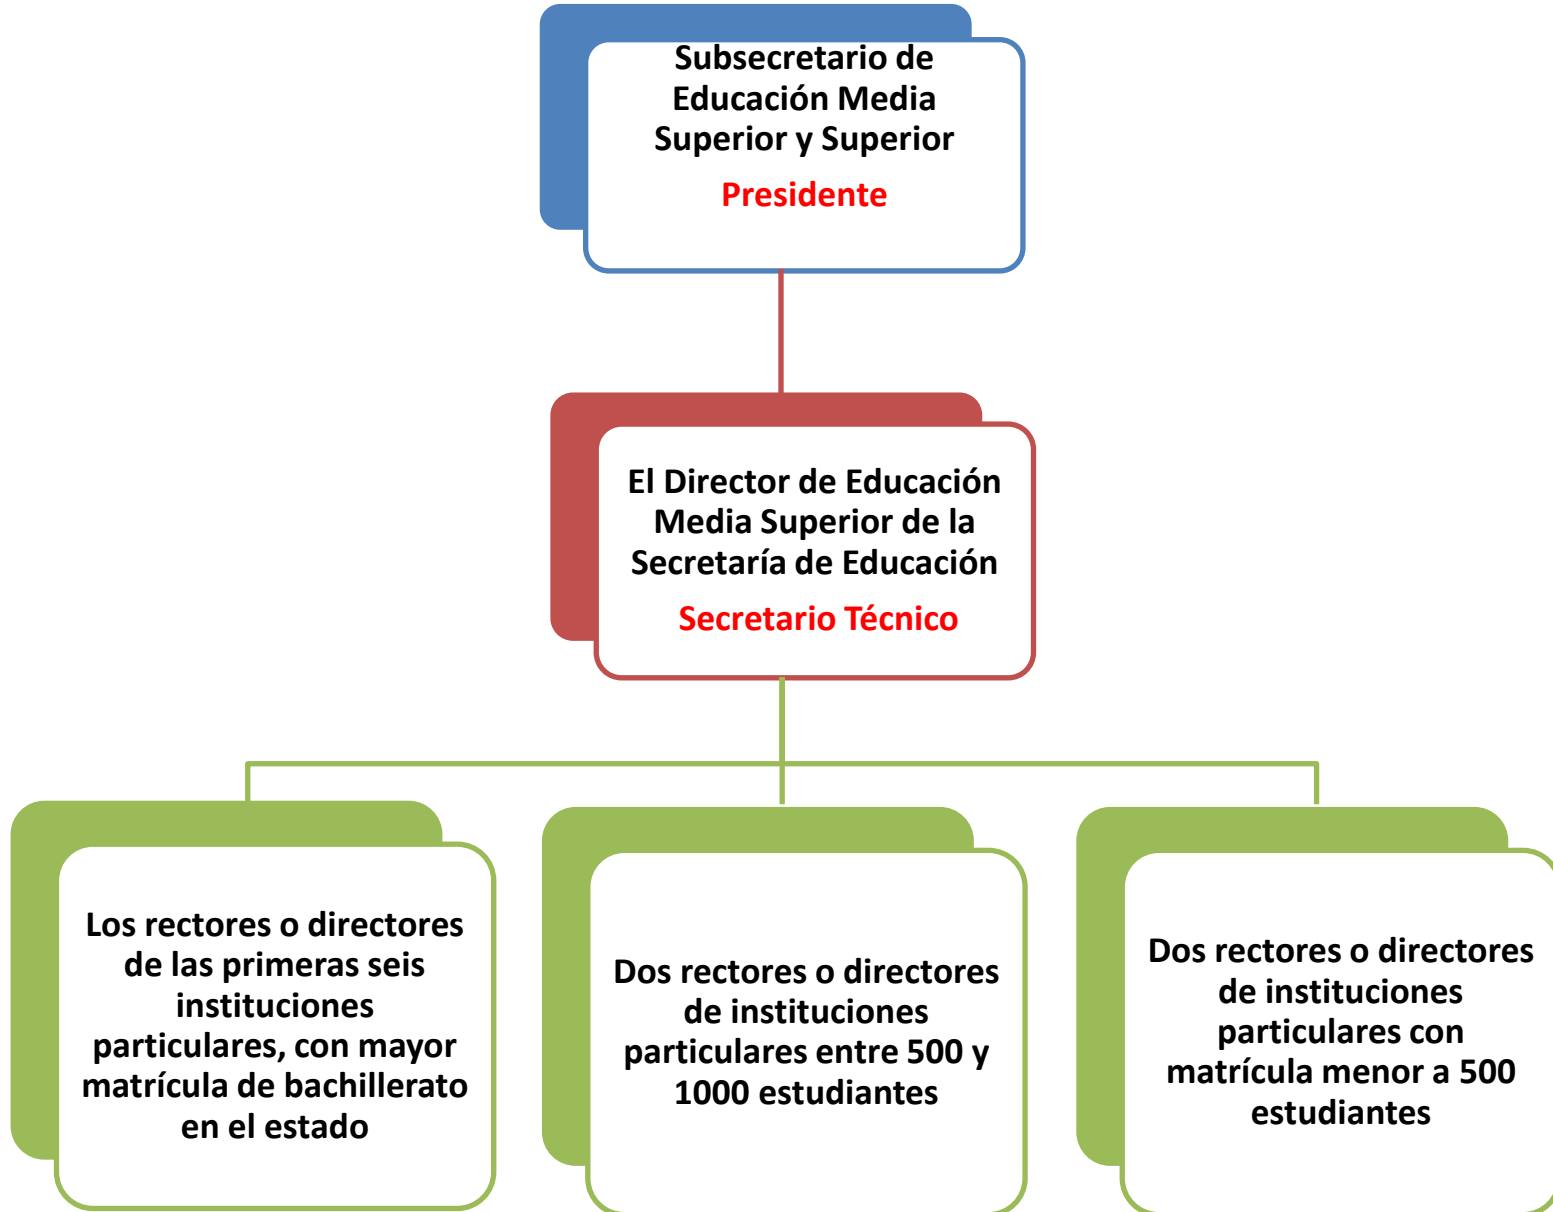 Subsecretario de
Educación Media
Superior y Superior
Presidente
El Director de Educación
Media Superior de la
Secretaría de Educación
Secretario Técnico
Los rectores o directores
de las primeras seis
instituciones
particulares, con mayor
matrícula de bachillerato
en el estado
Dos rectores o directores
de instituciones
particulares entre 500 y
1000 estudiantes
Dos rectores o directores
de instituciones
particulares con
matrícula menor a 500
estudiantes